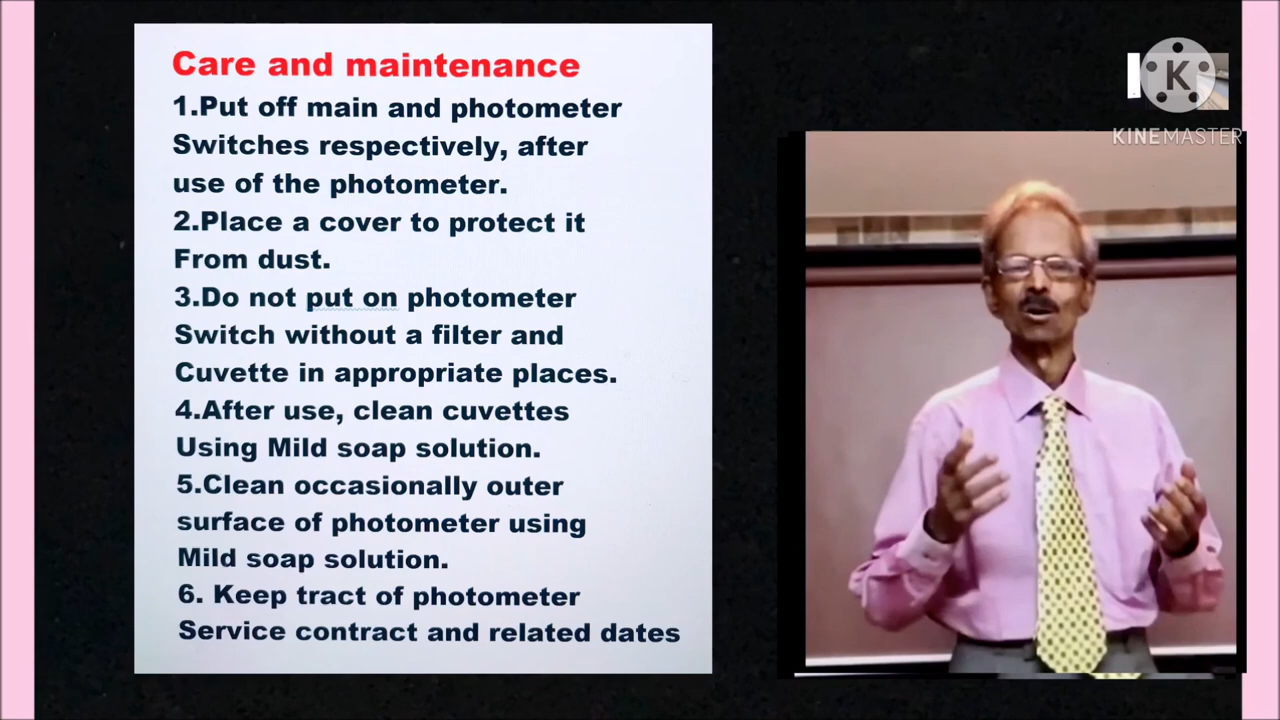 Care and maintenance
1.Put off main and photometer
Switches respectively, after
use of the photometer.
2.Place a cover to protect it
From dust.
3.Do not put on photometer
Switch without a filter and
Cuvette in appropriate places.
4.After use, clean cuvettes
Using Mild soap solution.
5.Clean occasionally outer
surface of photometer using
Mild soap solution.
6. Keep tract of photometer
Service contract and related dates
K
KINEMASTER